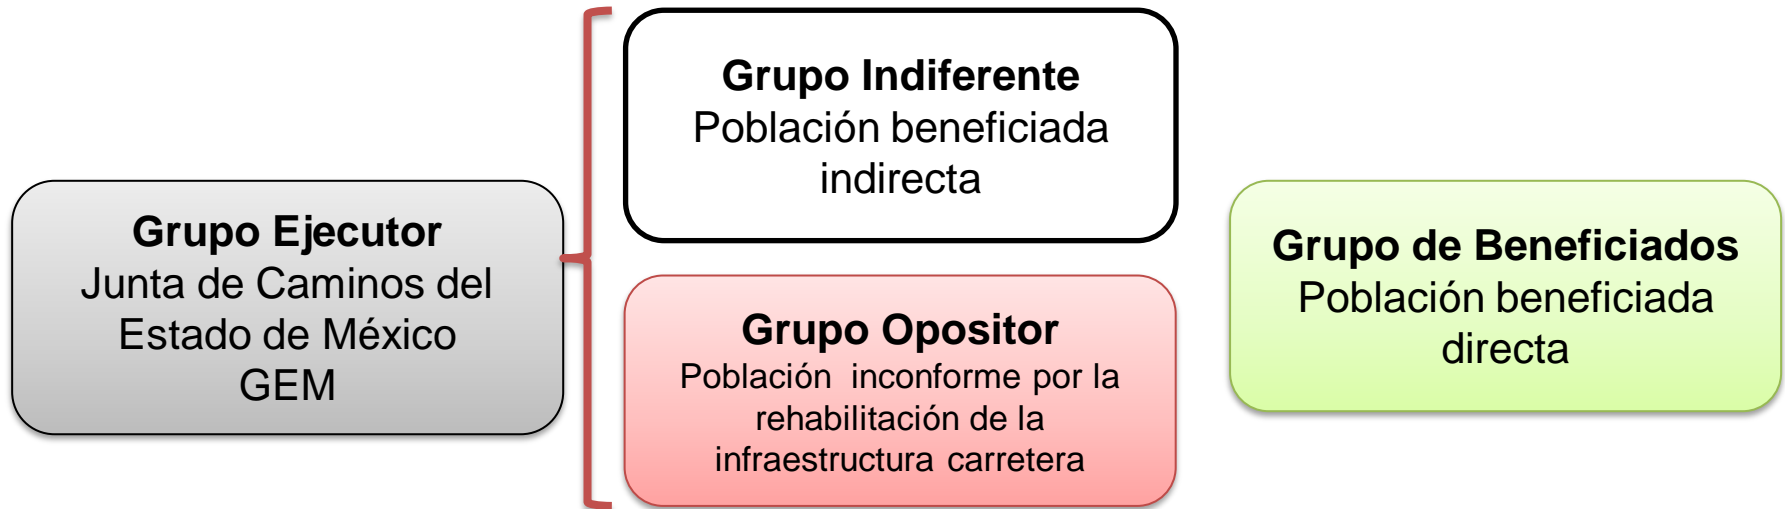 Grupo Ejecutor
Junta de Caminos del
Estado de México
GEM
Grupo Indiferente
Población beneficiada
indirecta
Grupo Opositor
Población inconforme por la
rehabilitación de la
infraestructura carretera
Grupo de Beneficiados
Población beneficiada
directa